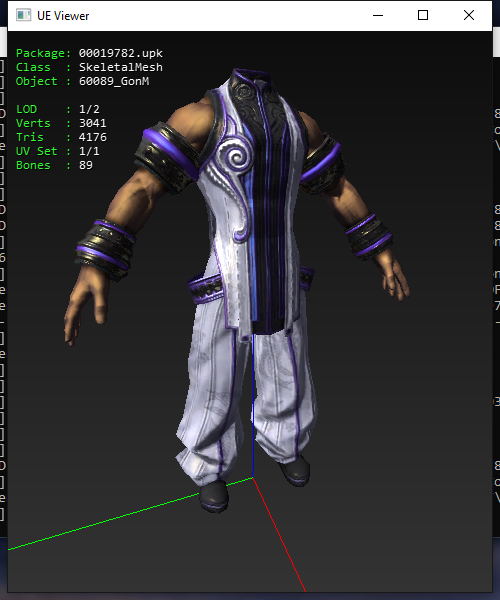 UE Viewer
Package: 00019782.upk
Class  : SkeletalMesh
Object : 60089_GonM
LOD    : 1/2
Verts  : 3041
Tris   : 4176
UV Set : 1/1
Bones  : 89